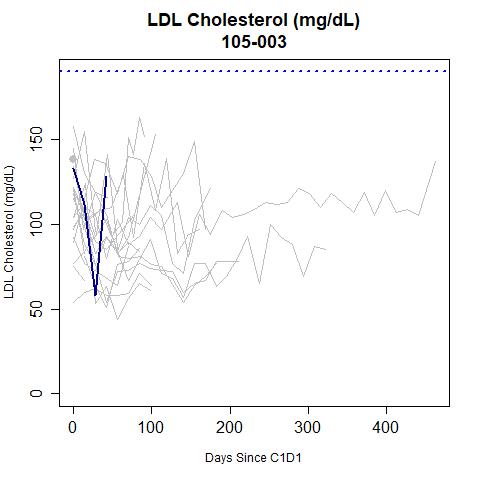 LDL Cholesterol (mg/dL)
105-003
LDL Cholesterol (mg/dL)
150
100
50
0
0 100 200 300 400
Days Since C1D1